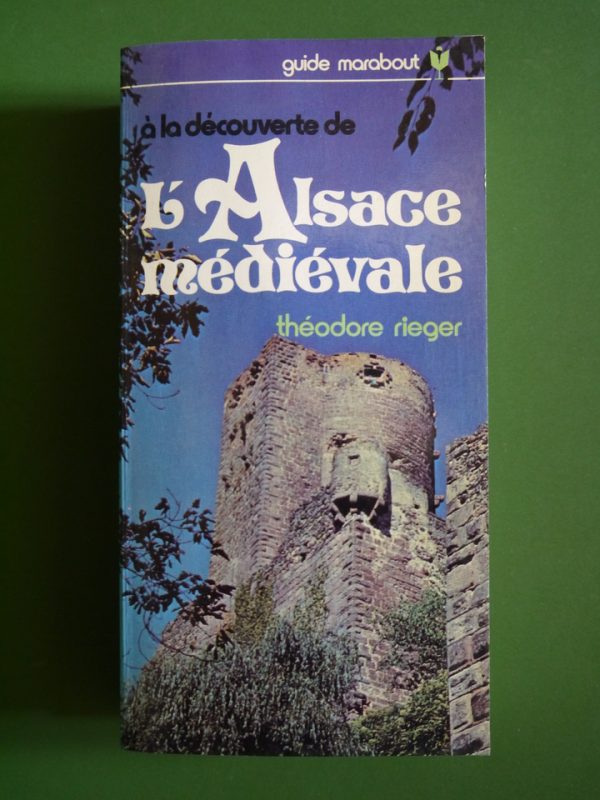 guide marabout
à la découverte de
L'Alsace
médiévale
théodore rieger